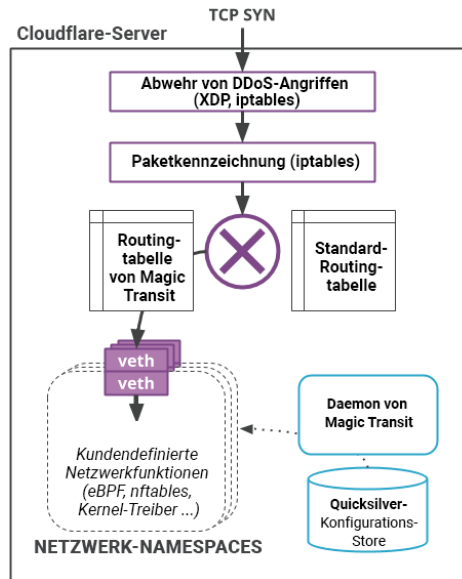 TCP SYN
Cloudflare-Server
Abwehr von DDoS-Angriffen
(XDP, iptables)
Paketkennzeichnung (iptables)
Routing-
tabelle
von Magic
Transit
Standard-
Routing-
tabelle
veth
veth
Kundendefinierte
Netzwerkfunktionen
(eBPF, nftables,
Kernel-Treiber ...)
NETZWERK-NAMESPACES
Daemon von
Magic Transit
Quicksilver-
Konfigurations-
Store